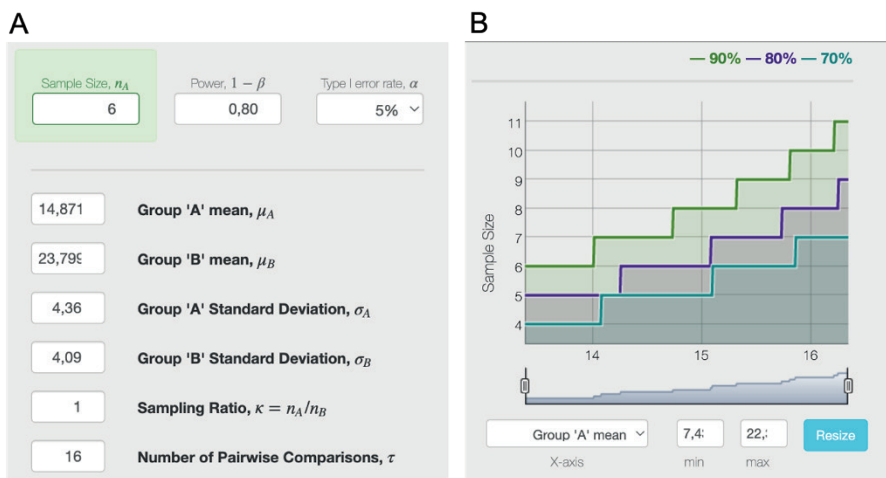 A
Sample Size, nA Power, 1 − β Type I error rate, α
6 0,80 5%
14,871 Group 'A' mean, μA
23,799 Group 'B' mean, μB
4,36 Group 'A' Standard Deviation, σA
4,09 Group 'B' Standard Deviation, σB
1 Sampling Ratio, κ = nA/nB
16 Number of Pairwise Comparisons, τ
B
— 90% — 80% — 70%
Sample Size
11
10
9
8
7
6
5
4
14 15 16
Group 'A' mean 7,4 22, Resize
X-axis min max